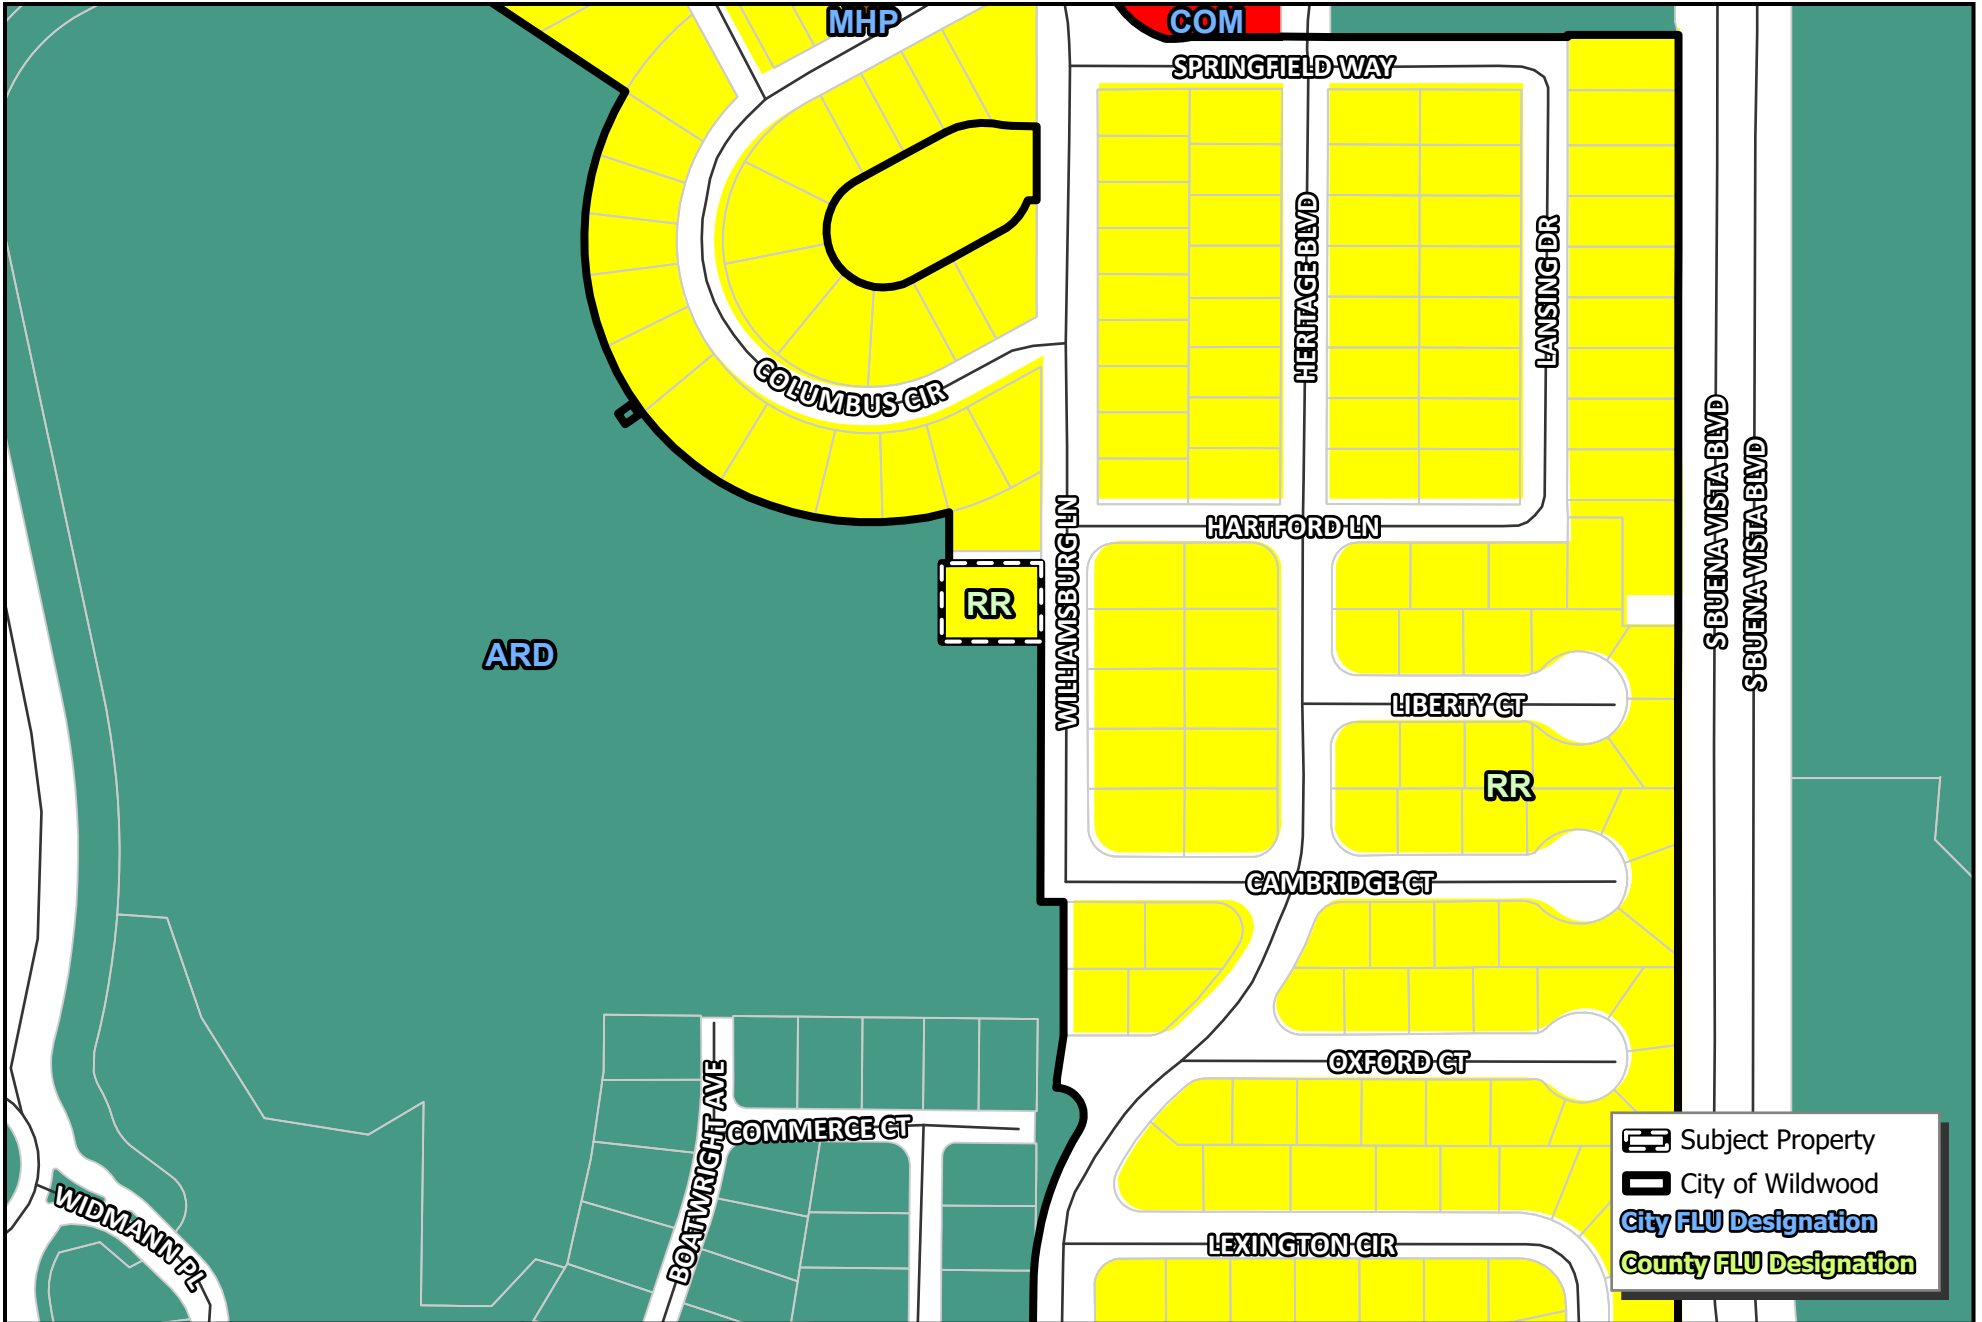 MHP
COM
SPRINGFIELD WAY
HERITAGE BLVD
LANSING DR
COLUMBUS CIR
S BUENA VISTA BLVD
S BUENA VISTA BLVD
WILLIAMSBURG LN
HARTFORD LN
RR
ARD
LIBERTY CT
RR
CAMBRIDGE CT
OXFORD CT
BOATWRIGHT AVE
COMMERCE CT
WIDMANN PL
LEXINGTON CIR
Subject Property
City of Wildwood
City FLU Designation
County FLU Designation